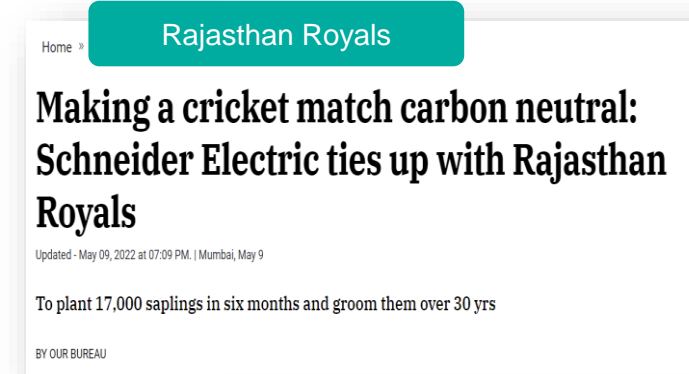 Rajasthan Royals
Home »
Making a cricket match carbon neutral:
Schneider Electric ties up with Rajasthan
Royals
Updated - May 09, 2022 at 07:09 PM. | Mumbai, May 9
To plant 17,000 saplings in six months and groom them over 30 yrs
BY OUR BUREAU